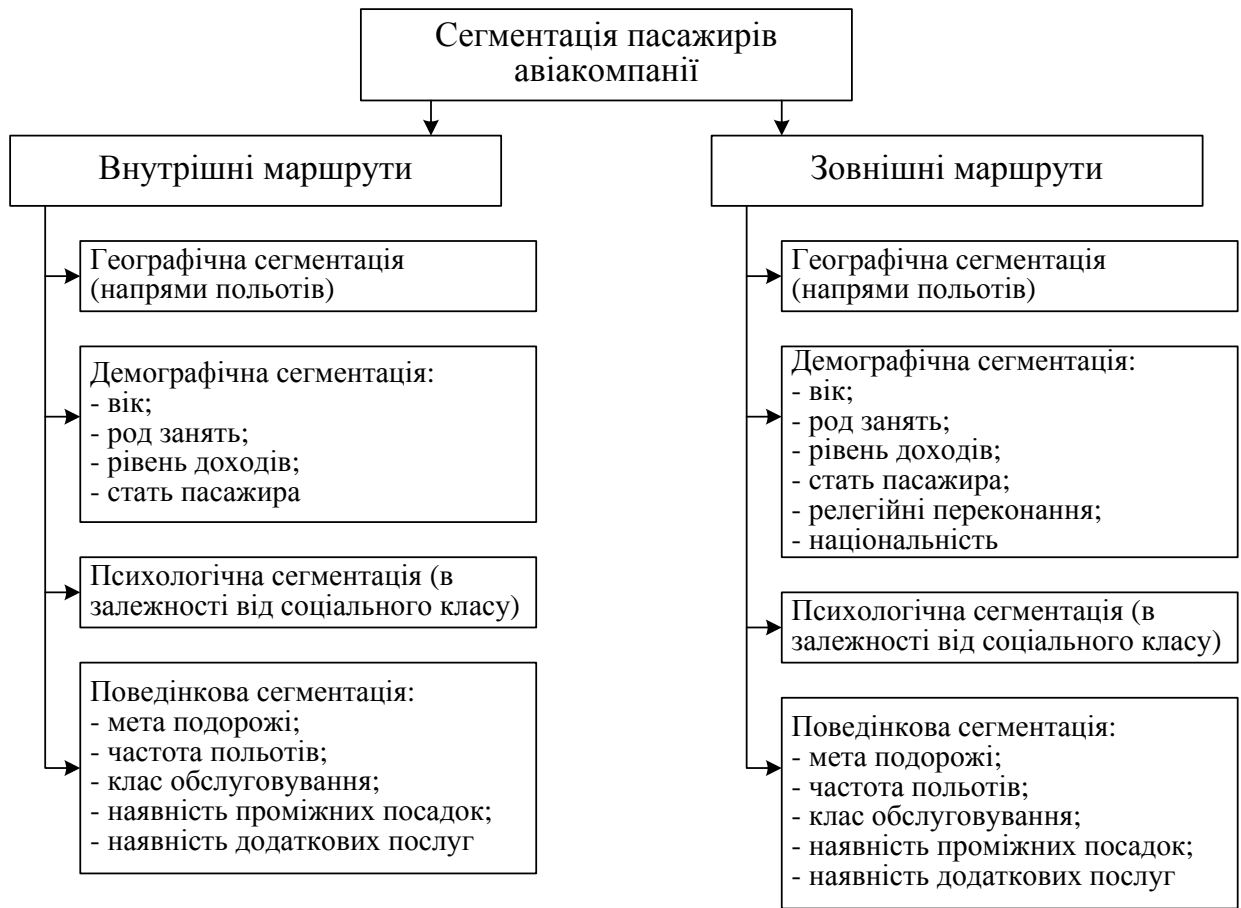 Сегментація пасажирів
авіакомпанії
Внутрішні маршрути
Географічна сегментація
(напрями польотів)
Демографічна сегментація:
- вік;
- род занять;
- рівень доходів;
- стать пасажира
Психологічна сегментація (в
залежності від соціального класу)
Поведінкова сегментація:
- мета подорожі;
- частота польотів;
- клас обслуговування;
- наявність проміжних посадок;
- наявність додаткових послуг
Зовнішні маршрути
Географічна сегментація
(напрями польотів)
Демографічна сегментація:
- вік;
- род занять;
- рівень доходів;
- стать пасажира;
- релегійні переконання;
- національність
Психологічна сегментація (в
залежності від соціального класу)
Поведінкова сегментація:
- мета подорожі;
- частота польотів;
- клас обслуговування;
- наявність проміжних посадок;
- наявність додаткових послуг